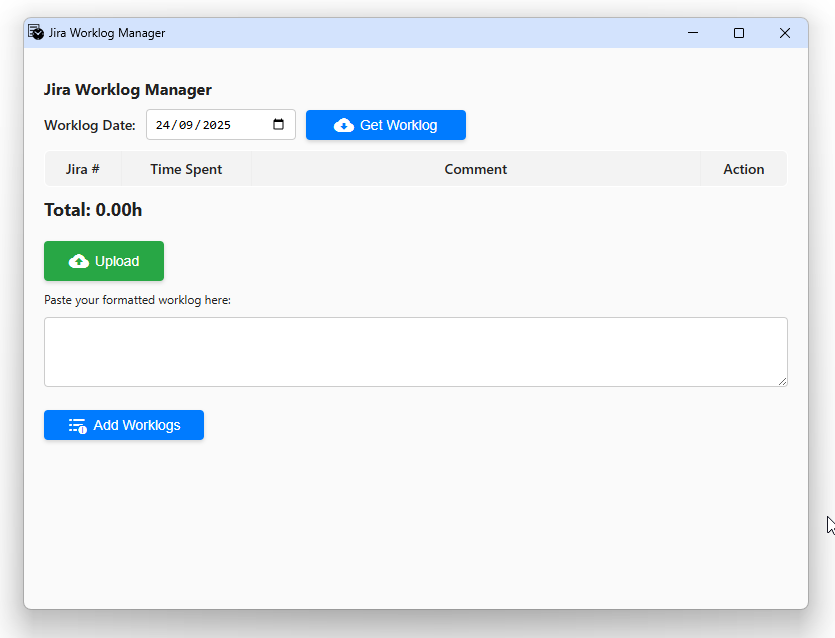 Jira Worklog Manager
Jira Worklog Manager
Worklog Date: 24/09/2025 Get Worklog
Jira # Time Spent Comment Action
Total: 0.00h
Upload
Paste your formatted worklog here:
Add Worklogs